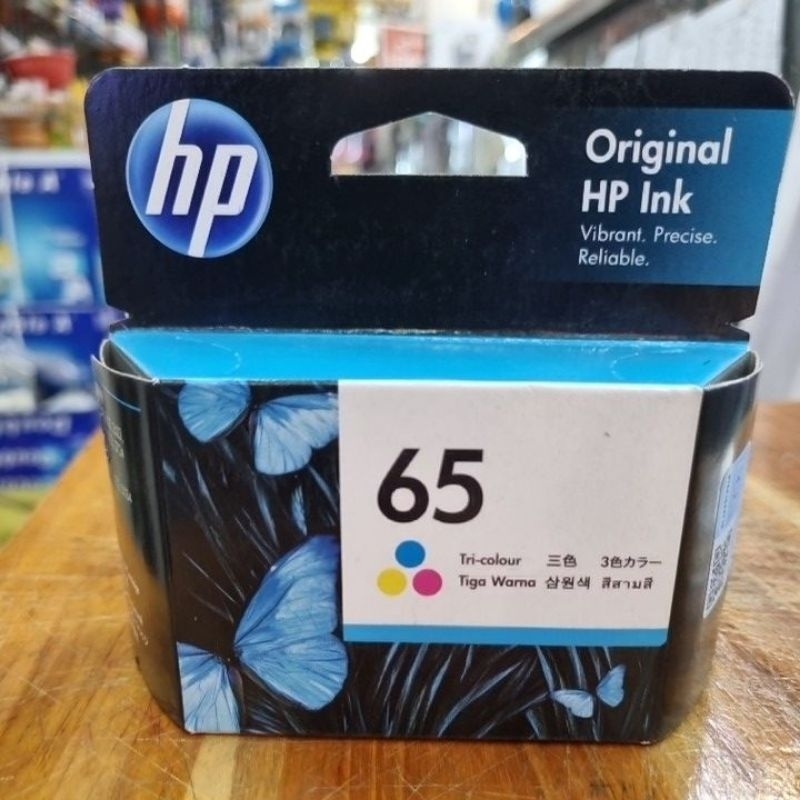 hp
Original
HP Ink
Vibrant. Precise.
Reliable.
65
Tri-colour 三色 3色カラー
Tiga Warna 삼원색 สีสามสี